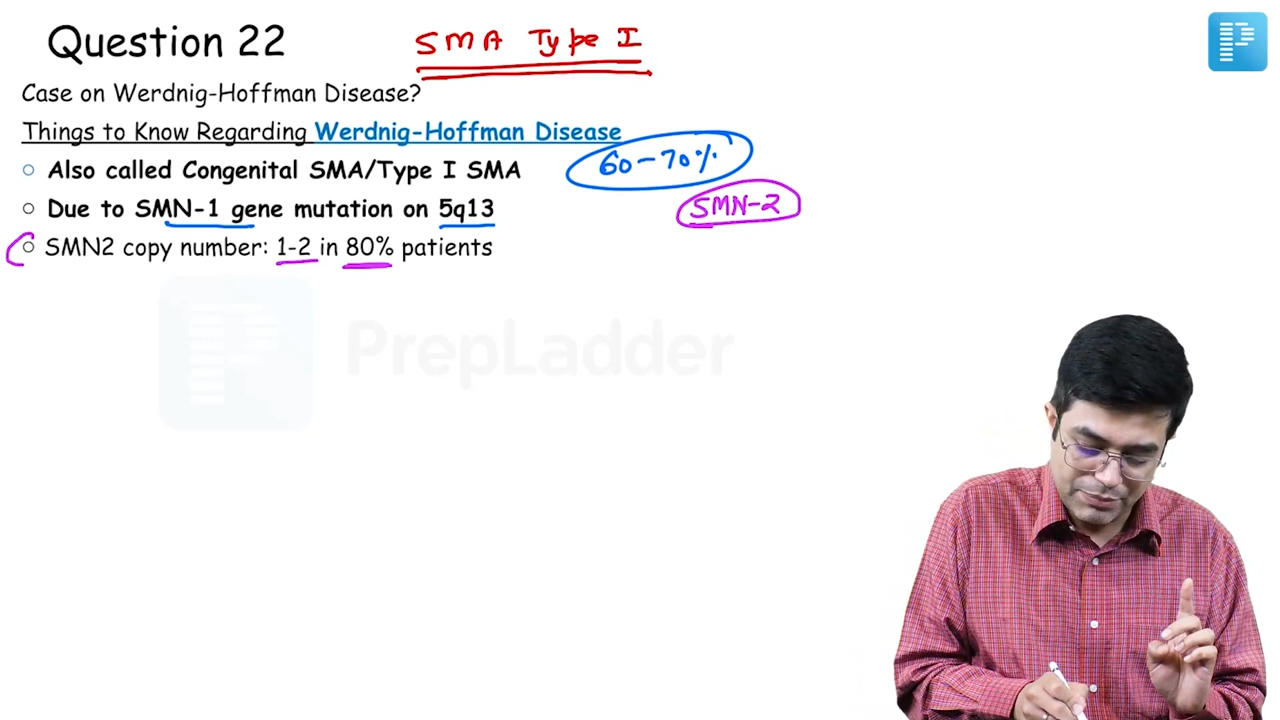 Question 22
SMA Type I
Case on Werdnig-Hoffman Disease?
Things to Know Regarding Werdnig-Hoffman Disease
Also called Congenital SMA/Type I SMA
60-70%
Due to SMN-1 gene mutation on 5q13
SMN-2
SMN2 copy number: 1-2 in 80% patients
PrepLadder